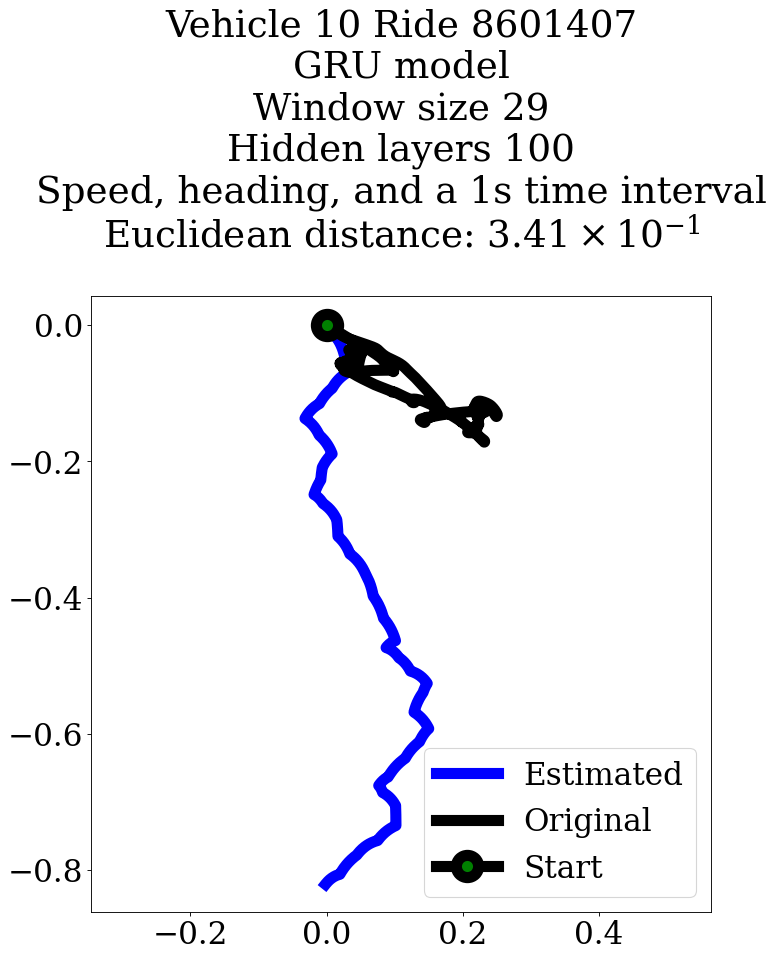 Vehicle 10 Ride 8601407
GRU model
Window size 29
Hidden layers 100
Speed, heading, and a 1s time interval
Euclidean distance: 3.41 × 10⁻¹
0.0
−0.2
−0.4
−0.6
−0.8
Estimated
Original
Start
−0.2 0.0 0.2 0.4